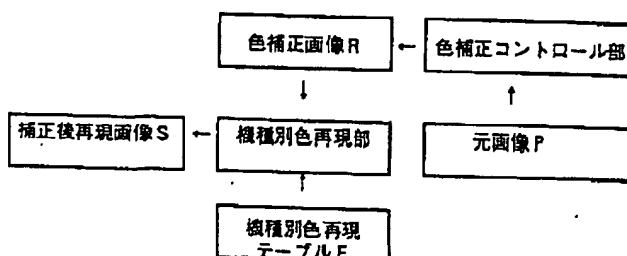 色補正画像R
←
色補正コントロール部
↓
↑
補正後再現画像S
←
機種別色再現部
元画像P
↑
機種別色再現
テーブルF